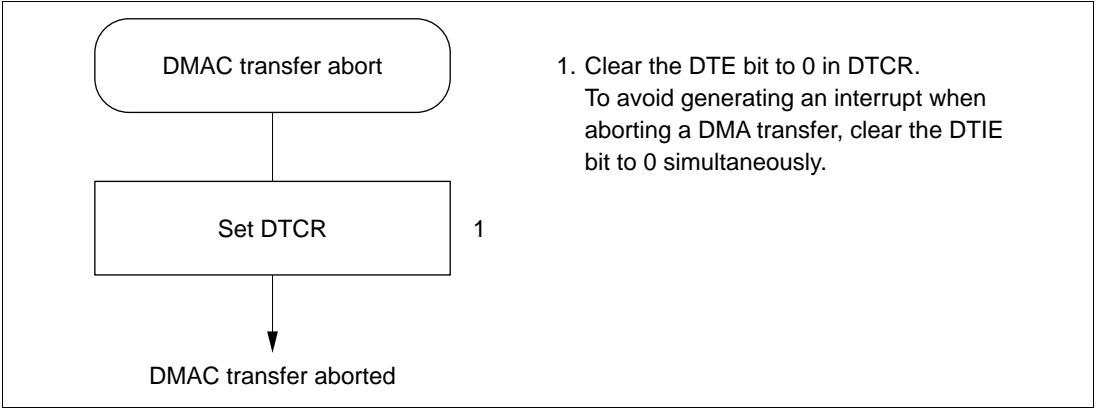 DMAC transfer abort
1. Clear the DTE bit to 0 in DTCR.
To avoid generating an interrupt when
aborting a DMA transfer, clear the DTIE
bit to 0 simultaneously.
Set DTCR
1
DMAC transfer aborted